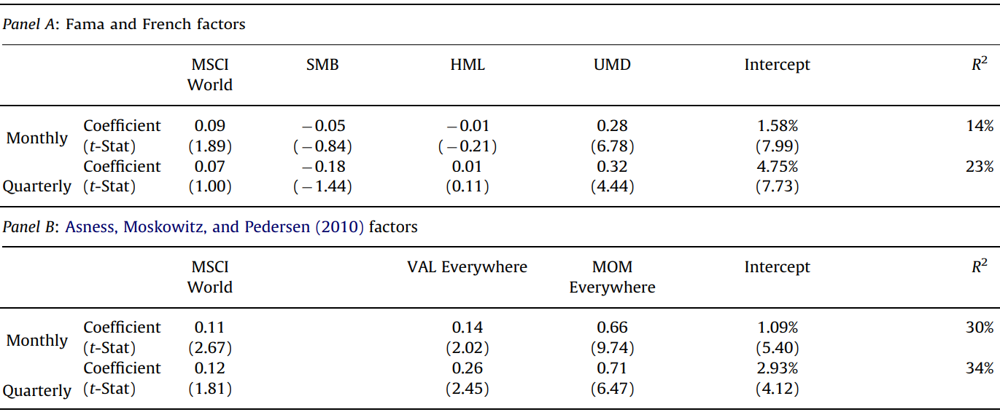 Panel A: Fama and French factors
MSCI World SMB HML UMD Intercept R²
Monthly Coefficient 0.09 −0.05 −0.01 0.28 1.58% 14%
(t-Stat) (1.89) (−0.84) (−0.21) (6.78) (7.99)
Coefficient 0.07 −0.18 0.01 0.32 4.75% 23%
Quarterly (t-Stat) (1.00) (−1.44) (0.11) (4.44) (7.73)
Panel B: Asness, Moskowitz, and Pedersen (2010) factors
MSCI World VAL Everywhere MOM Everywhere Intercept R²
Monthly Coefficient 0.11 0.14 0.66 1.09% 30%
(t-Stat) (2.67) (2.02) (9.74) (5.40)
Coefficient 0.12 0.26 0.71 2.93% 34%
Quarterly (t-Stat) (1.81) (2.45) (6.47) (4.12)